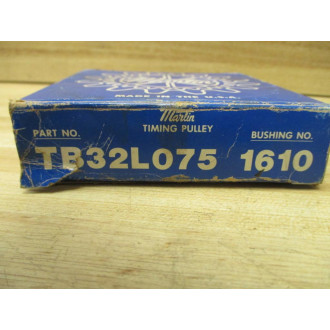 MADE IN THE U.S.A.
Martin
TIMING PULLEY
PART NO.
BUSHING NO.
TB32L075 1610